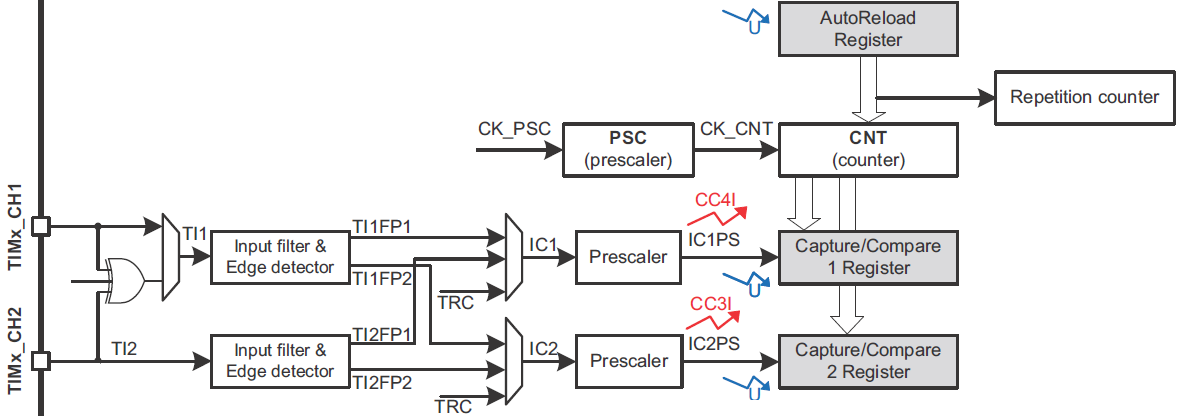 U
AutoReload
Register
Repetition counter
CK_PSC
PSC
(prescaler)
CK_CNT
CNT
(counter)
TIMx_CH1
TI1
Input filter &
Edge detector
TI1FP1
TI1FP2
TRC
IC1
Prescaler
CC4I
IC1PS
U
Capture/Compare
1 Register
TIMx_CH2
TI2
Input filter &
Edge detector
TI2FP1
TI2FP2
TRC
IC2
Prescaler
CC3I
IC2PS
U
Capture/Compare
2 Register